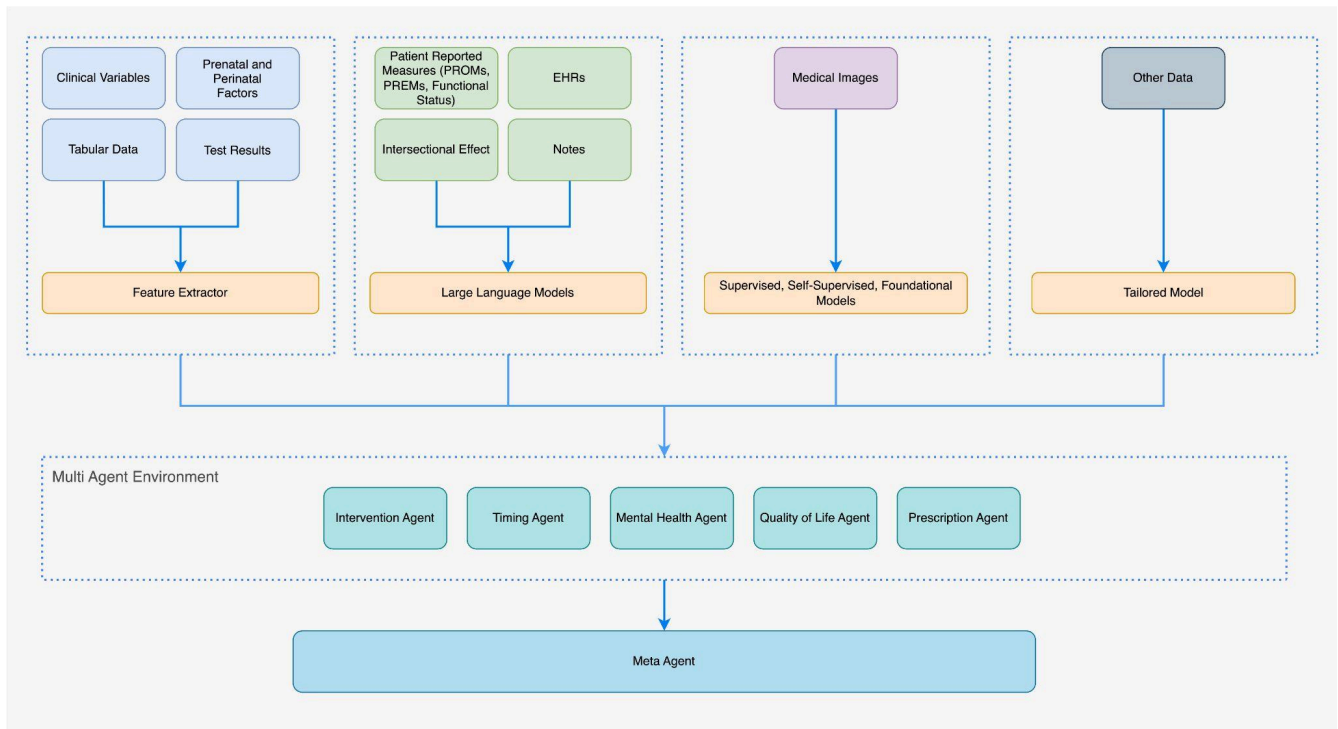 Clinical Variables
Prenatal and
Perinatal
Factors
Tabular Data
Test Results
Feature Extractor
Patient Reported
Measures (PROMs,
PREMs, Functional
Status)
EHRs
Intersectional Effect
Notes
Large Language Models
Medical Images
Supervised, Self-Supervised, Foundational
Models
Other Data
Tailored Model
Multi Agent Environment
Intervention Agent
Timing Agent
Mental Health Agent
Quality of Life Agent
Prescription Agent
Meta Agent